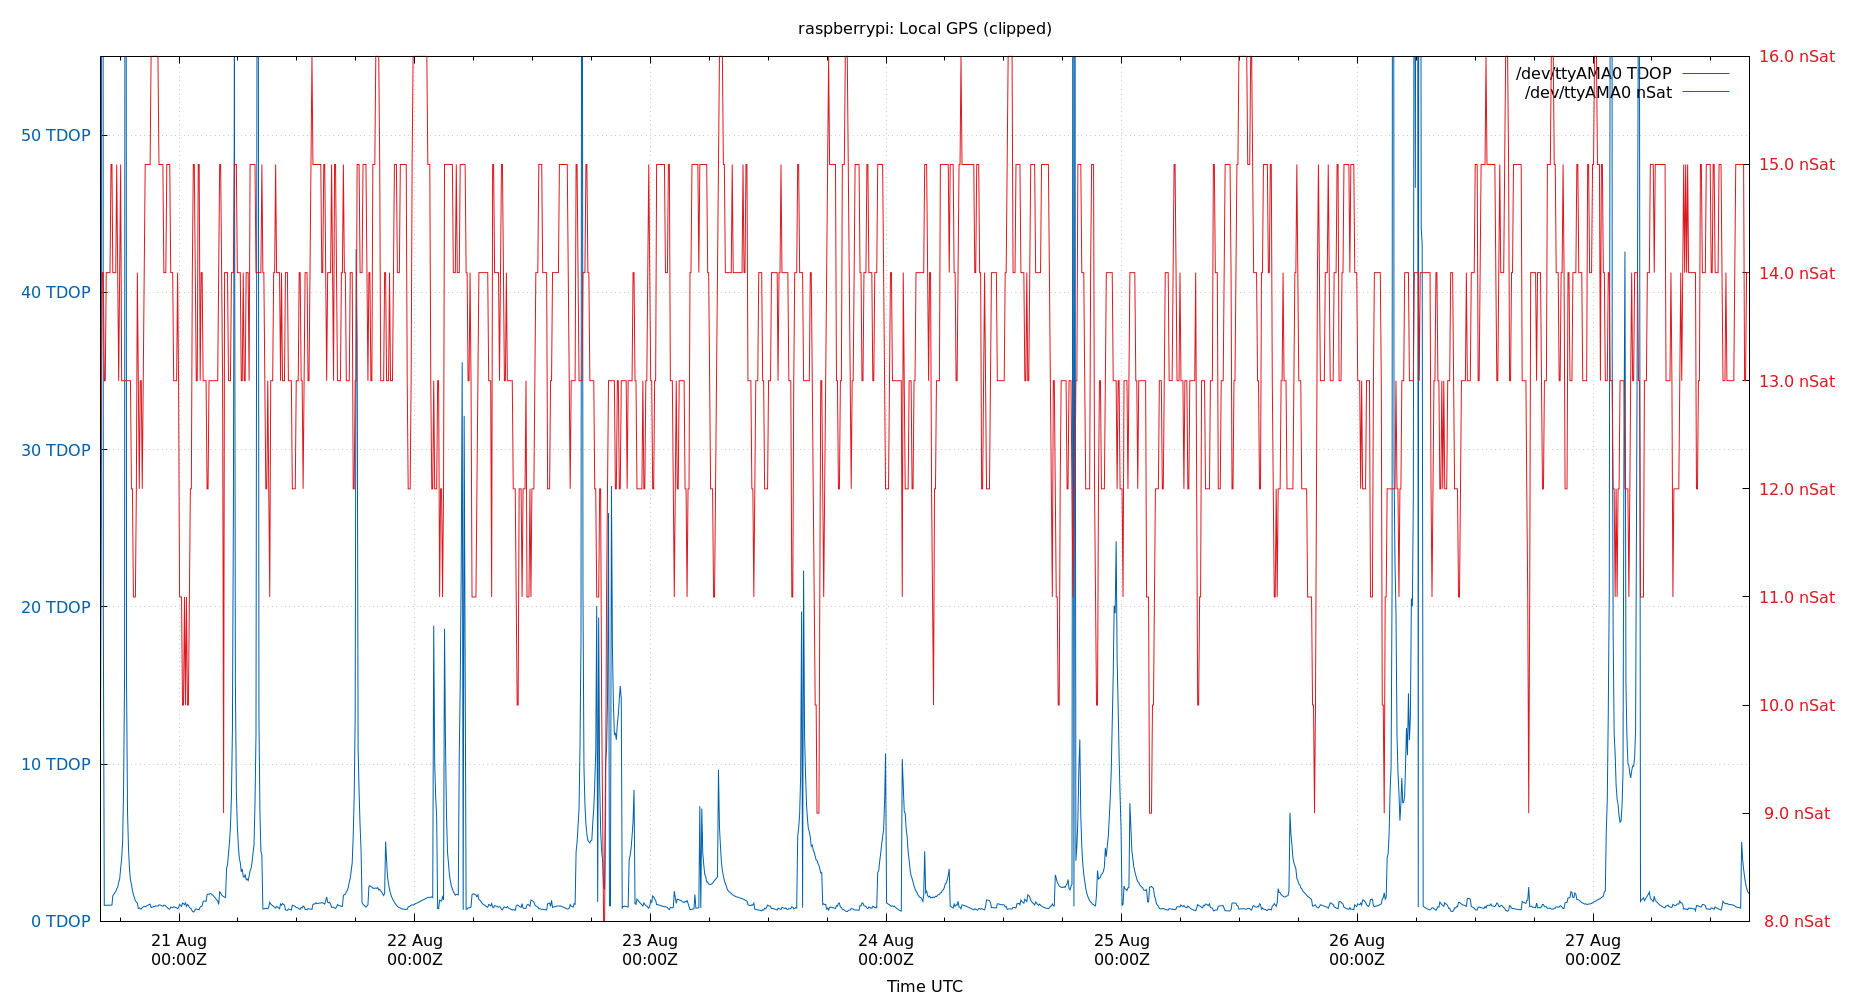 raspberrypi: Local GPS (clipped)
/dev/ttyAMA0 TDOP
/dev/ttyAMA0 nSat
50 TDOP
40 TDOP
30 TDOP
20 TDOP
10 TDOP
0 TDOP
16.0 nSat
15.0 nSat
14.0 nSat
13.0 nSat
12.0 nSat
11.0 nSat
10.0 nSat
9.0 nSat
8.0 nSat
21 Aug 22 Aug 23 Aug 24 Aug 25 Aug 26 Aug 27 Aug
00:00Z 00:00Z 00:00Z 00:00Z 00:00Z 00:00Z 00:00Z
Time UTC